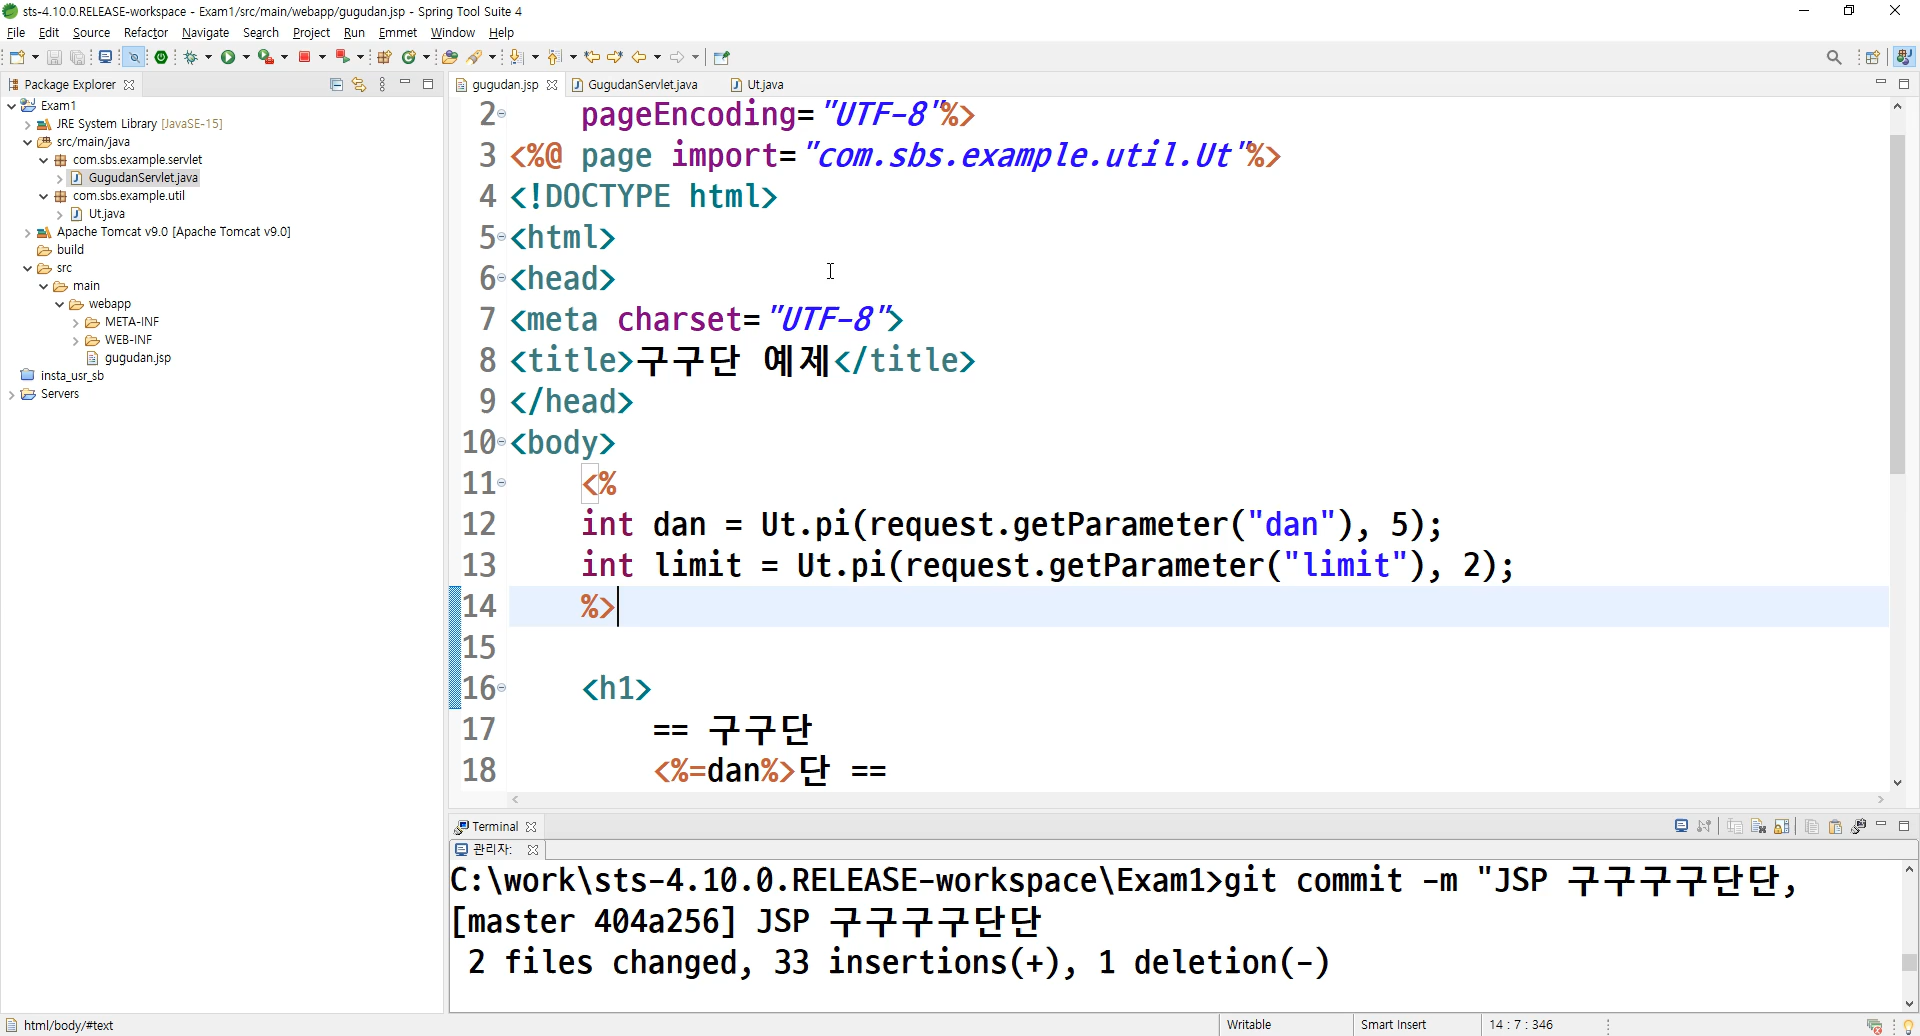 sts-4.10.0.RELEASE-workspace - Exam1/src/main/webapp/gugudan.jsp - Spring Tool Suite 4
File Edit Source Refactor Navigate Search Project Run Emmet Window Help
Package Explorer
Exam1
JRE System Library [JavaSE-15]
src/main/java
com.sbs.example.servlet
GugudanServlet.java
com.sbs.example.util
Ut.java
Apache Tomcat v9.0 [Apache Tomcat v9.0]
build
src
main
webapp
META-INF
WEB-INF
gugudan.jsp
insta_usr_sb
Servers
gugudan.jsp GugudanServlet.java Ut.java
2 pageEncoding="UTF-8"%>
3 <%@ page import="com.sbs.example.util.Ut"%>
4 <!DOCTYPE html>
5 <html>
6 <head>
7 <meta charset="UTF-8">
8 <title>구구단 예제</title>
9 </head>
10 <body>
11 <%
12 int dan = Ut.pi(request.getParameter("dan"), 5);
13 int limit = Ut.pi(request.getParameter("limit"), 2);
14 %>
15
16 <h1>
17 == 구구단
18 <%=dan%>단 ==
Terminal
관리자:
C:\work\sts-4.10.0.RELEASE-workspace\Exam1>git commit -m "JSP 구구구구단단,
[master 404a256] JSP 구구구구단단
2 files changed, 33 insertions(+), 1 deletion(-)
html/body/#text
Writable Smart Insert 14 : 7 : 346